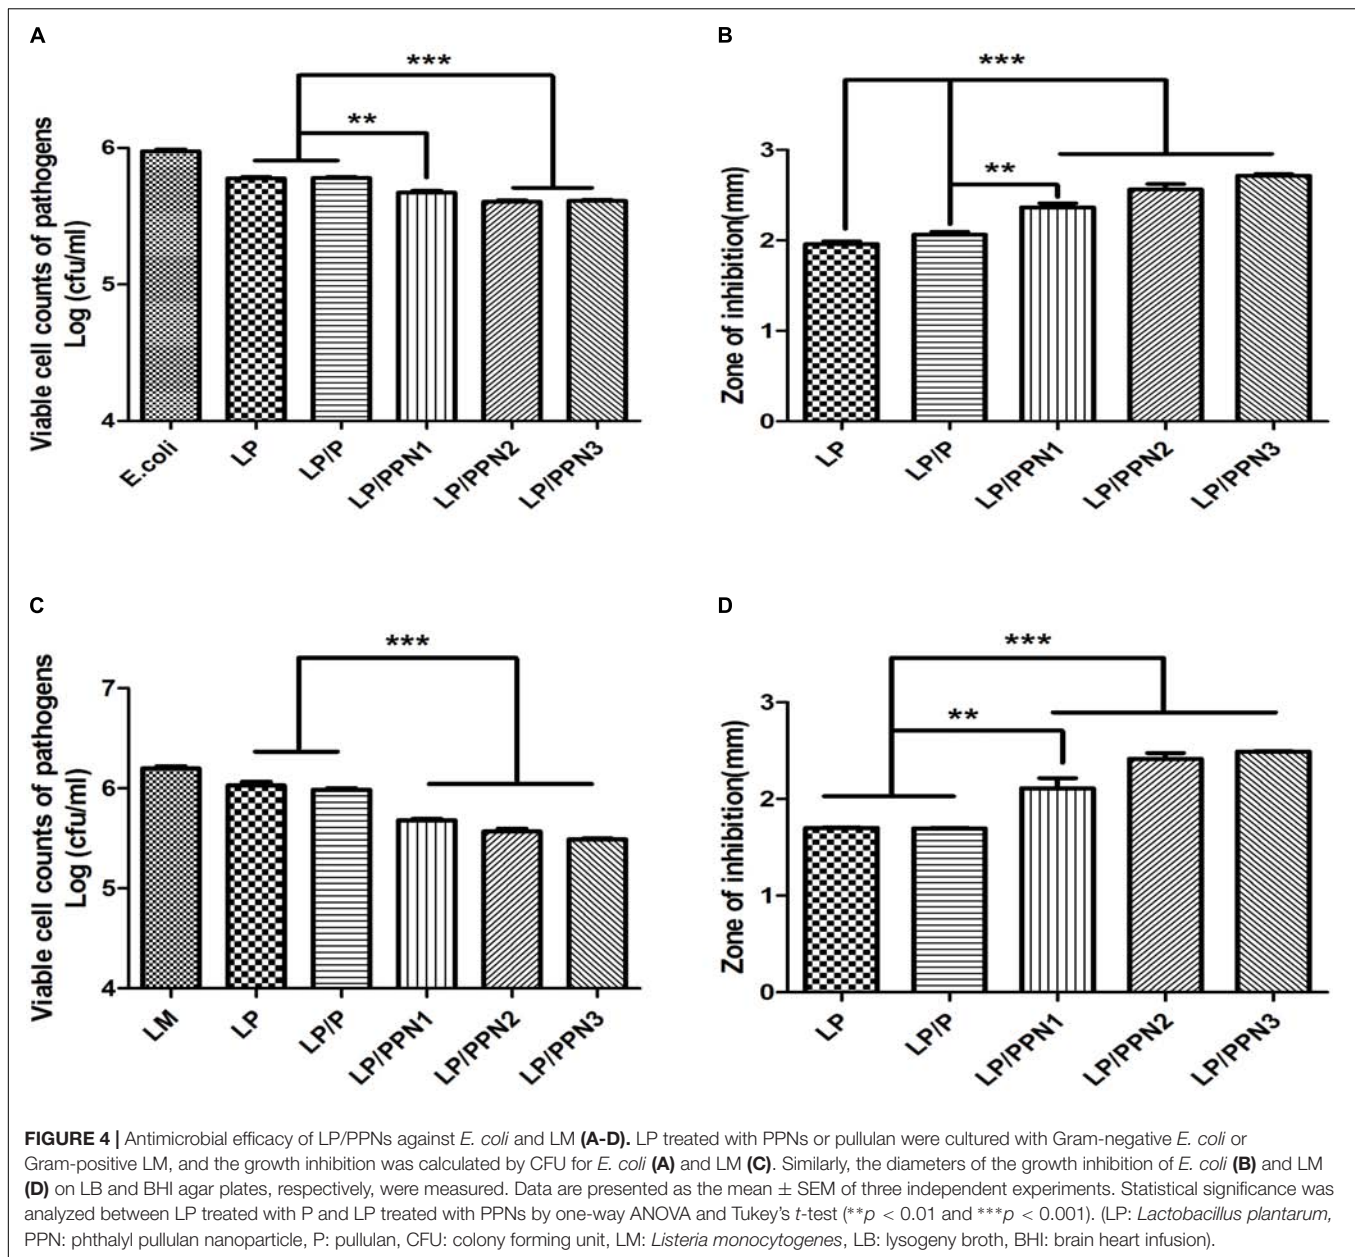 A
***
**
Viable cell counts of pathogens
Log (cfu/ml)
6
5
4
E.coli
LP
LP/P
LP/PPN1
LP/PPN2
LP/PPN3
B
***
**
Zone of inhibition(mm)
3
2
1
0
LP
LP/P
LP/PPN1
LP/PPN2
LP/PPN3
C
***
Viable cell counts of pathogens
Log (cfu/ml)
7
6
5
4
LM
LP
LP/P
LP/PPN1
LP/PPN2
LP/PPN3
D
***
**
Zone of inhibition(mm)
3
2
1
0
LP
LP/P
LP/PPN1
LP/PPN2
LP/PPN3
FIGURE 4 | Antimicrobial efficacy of LP/PPNs against E. coli and LM (A-D). LP treated with PPNs or pullulan were cultured with Gram-negative E. coli or
Gram-positive LM, and the growth inhibition was calculated by CFU for E. coli (A) and LM (C). Similarly, the diameters of the growth inhibition of E. coli (B) and LM
(D) on LB and BHI agar plates, respectively, were measured. Data are presented as the mean ± SEM of three independent experiments. Statistical significance was
analyzed between LP treated with P and LP treated with PPNs by one-way ANOVA and Tukey's t-test (**p < 0.01 and ***p < 0.001). (LP: Lactobacillus plantarum,
PPN: phthalyl pullulan nanoparticle, P: pullulan, CFU: colony forming unit, LM: Listeria monocytogenes, LB: lysogeny broth, BHI: brain heart infusion).